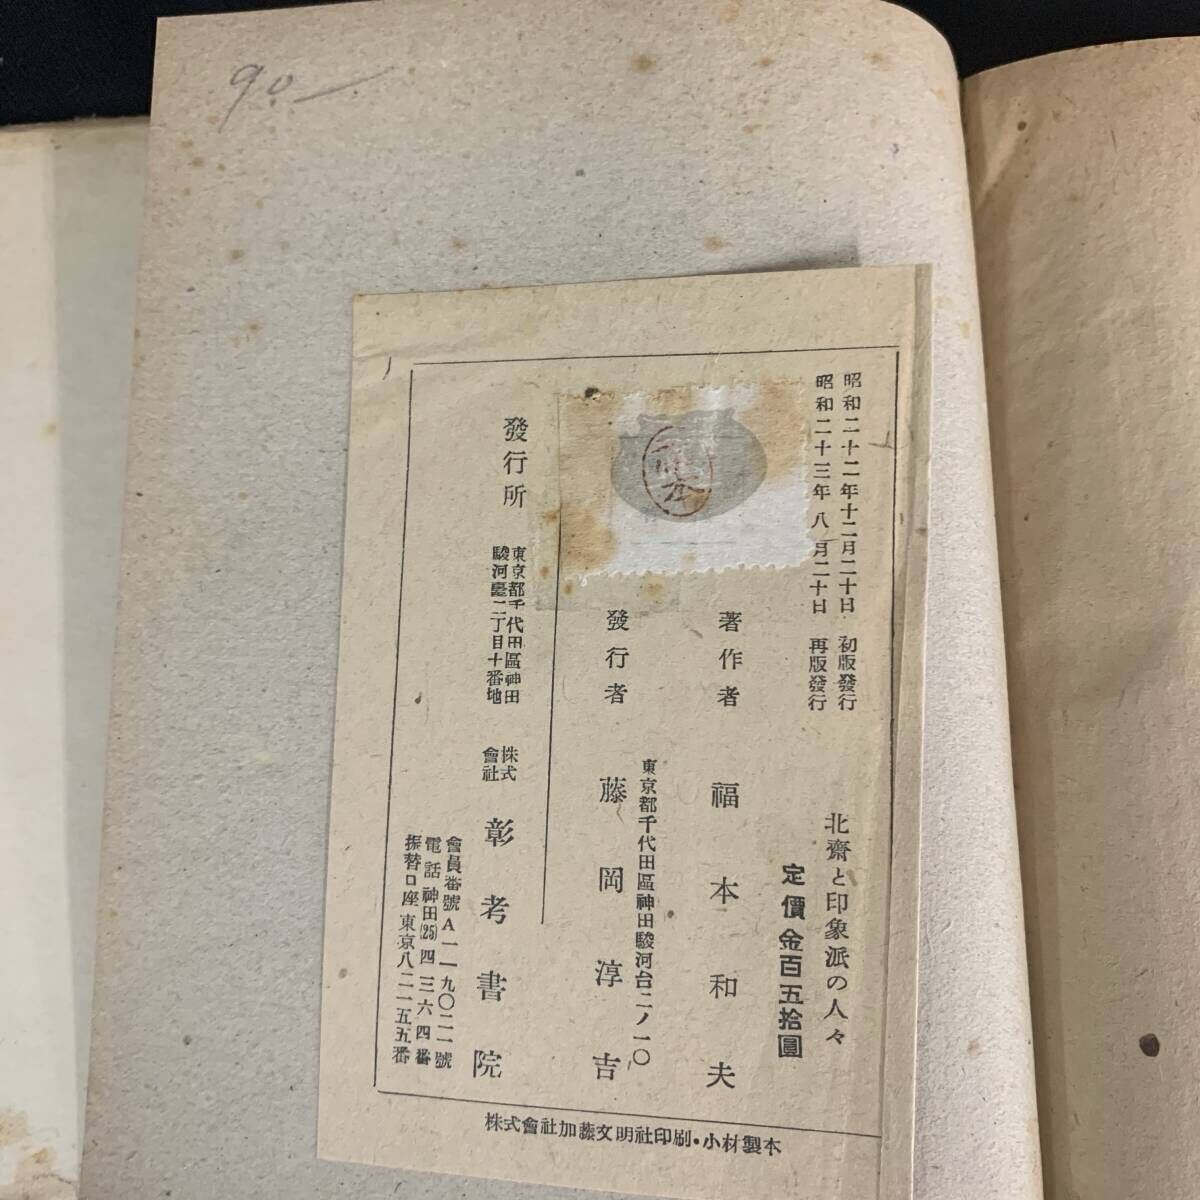 90—
昭和二十二年十二月二十日 初版發行
昭和二十三年八月二十日 再版發行
北齋と印象派の人々
定價金百五拾圓
著作者 福本和夫
東京都千代田區神田駿河台二ノ一〇
發行者 藤岡淳吉
發行所 東京都千代田區神田
駿河臺二丁目十番地
株式
會社 彰考書院
會員番號A一一九〇二一號
電話神田(25)四三六四番
振替口座東京八二一五五番
株式會社加藤文明社印刷・小林製本